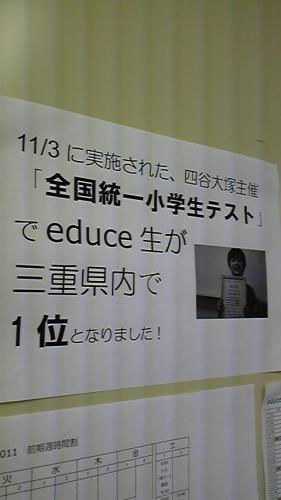 11/3 に実施された、四谷大塚主催
「全国統一小学生テスト」
で educe 生が
三重県内で
1 位となりました！
2011 前期週時間割
火 水 木 金 土
educe